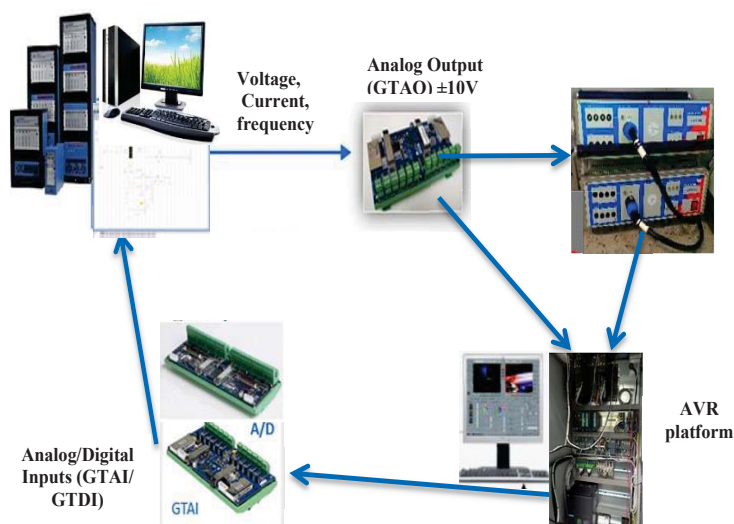 Voltage,
Current,
frequency
Analog Output
(GTAO) ±10V
A/D
GTAI
Analog/Digital
Inputs (GTAI/
GTDI)
AVR
platform